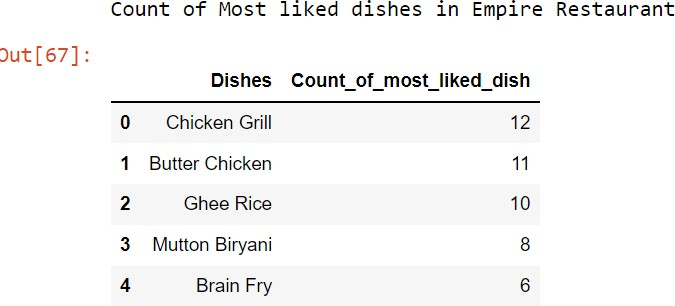 Count of Most liked dishes in Empire Restaurant
Out[67]:
Dishes Count_of_most_liked_dish
0 Chicken Grill 12
1 Butter Chicken 11
2 Ghee Rice 10
3 Mutton Biryani 8
4 Brain Fry 6